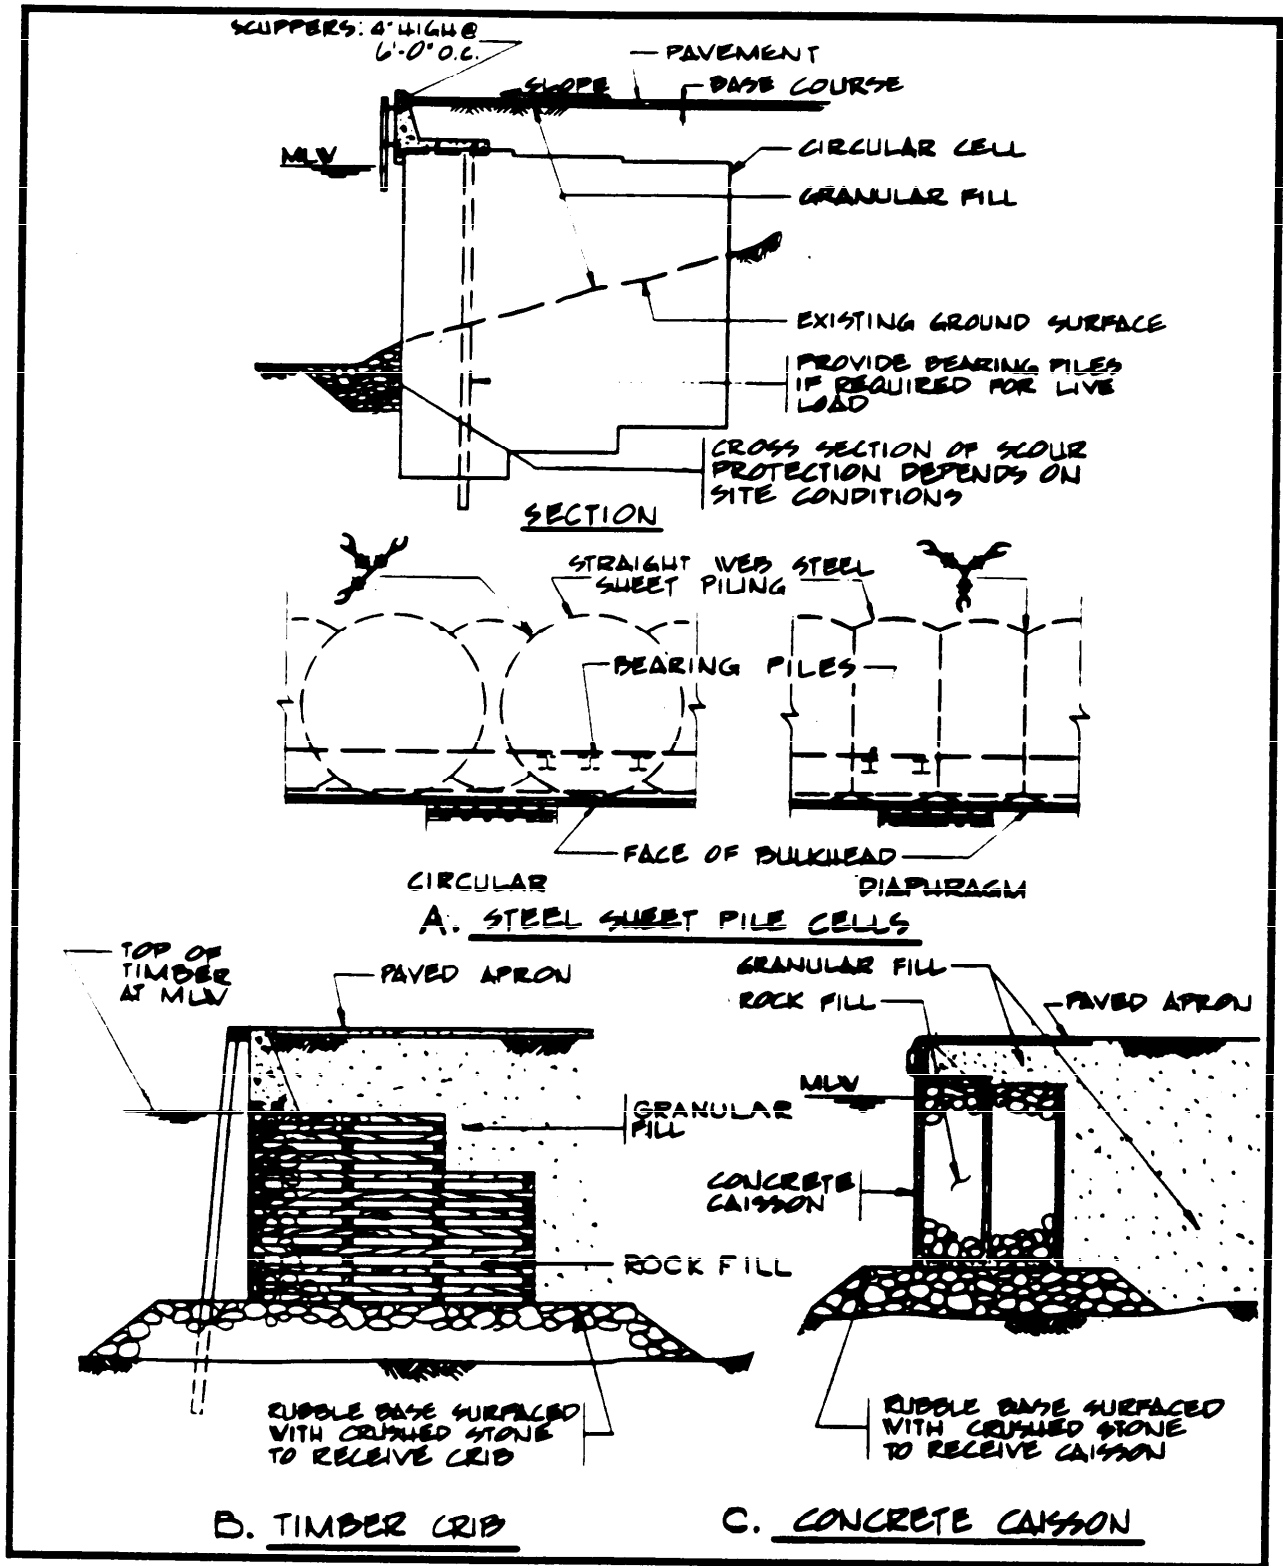 SCUPPERS: 4" HIGH @
6'-0" O.C.
PAVEMENT
SLOPE
BASE COURSE
MLW
CIRCULAR CELL
GRANULAR FILL
EXISTING GROUND SURFACE
PROVIDE BEARING PILES
IF REQUIRED FOR LIVE
LOAD
CROSS SECTION OF SCOUR
PROTECTION DEPENDS ON
SITE CONDITIONS
SECTION
STRAIGHT WEB STEEL
SHEET PILING
BEARING PILES
FACE OF BULKHEAD
CIRCULAR
DIAPHRAGM
A. STEEL SHEET PILE CELLS
TOP OF
TIMBER
AT MLW
PAVED APRON
GRANULAR
FILL
ROCK FILL
RUBBLE BASE SURFACED
WITH CRUSHED STONE
TO RECEIVE CRIB
B. TIMBER CRIB
GRANULAR FILL
ROCK FILL
PAVED APRON
MLW
CONCRETE
CAISSON
RUBBLE BASE SURFACED
WITH CRUSHED STONE
TO RECEIVE CAISSON
C. CONCRETE CAISSON